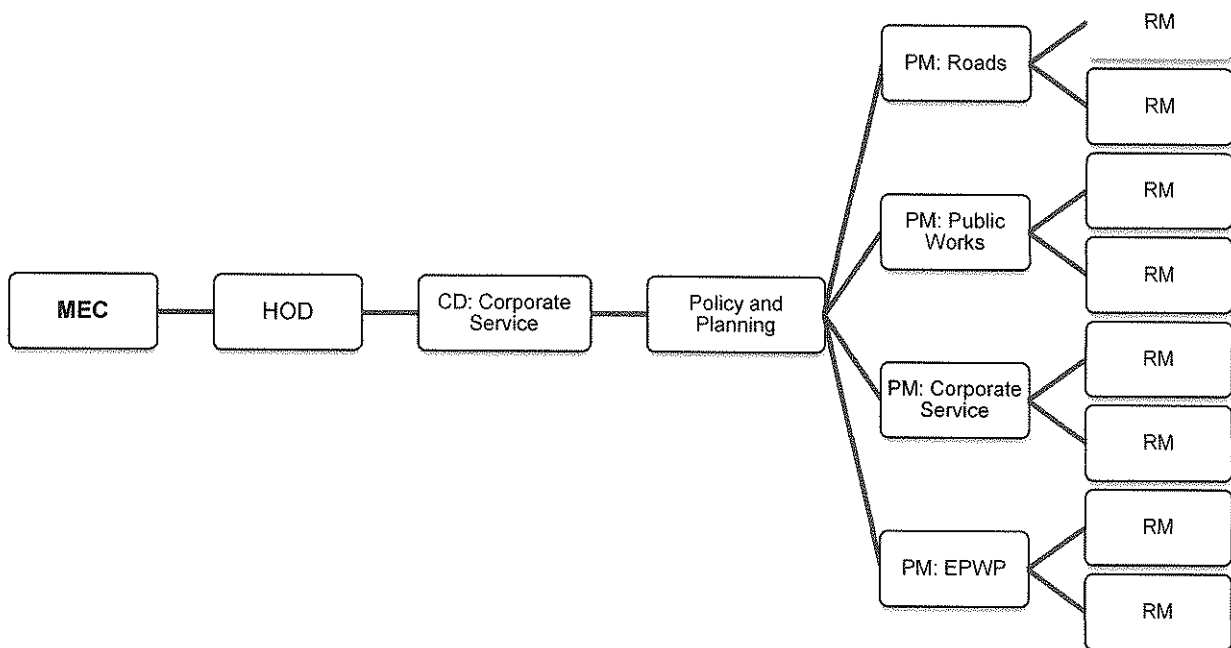 MEC
HOD
CD: Corporate
Service
Policy and
Planning
PM: Roads
RM
RM
PM: Public
Works
RM
RM
PM: Corporate
Service
RM
RM
PM: EPWP
RM
RM